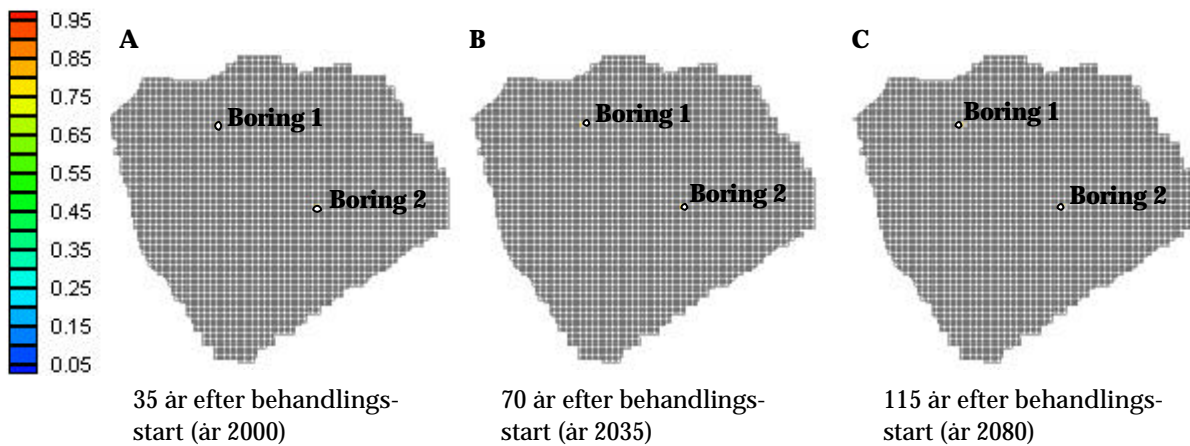 0.95
0.85
0.75
0.65
0.55
0.45
0.35
0.25
0.15
0.05
A
Boring 1
Boring 2
35 år efter behandlings-
start (år 2000)
B
Boring 1
Boring 2
70 år efter behandlings-
start (år 2035)
C
Boring 1
Boring 2
115 år efter behandlings-
start (år 2080)